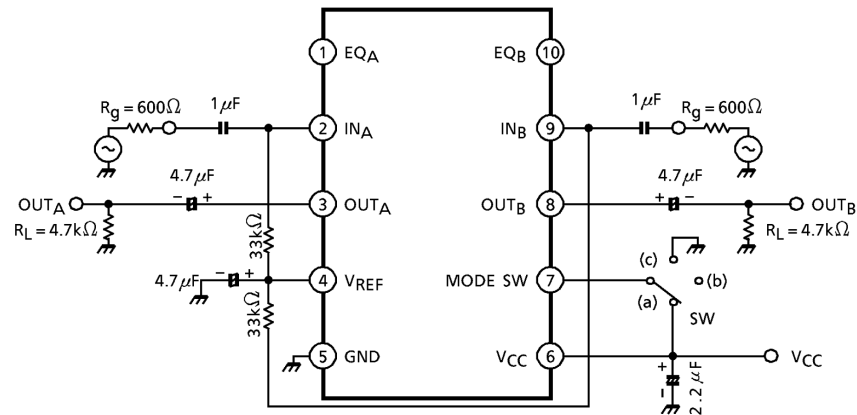 1 EQA
EQB 10
Rg = 600Ω
1μF
2 INA
INB 9
1μF
Rg = 600Ω
4.7μF
− +
OUTA
3 OUTA
OUTB 8
4.7μF
+ −
OUTB
RL = 4.7kΩ
RL = 4.7kΩ
33kΩ
4.7μF
− +
4 VREF
MODE SW 7
(c)
(b)
(a)
SW
33kΩ
5 GND
VCC 6
VCC
+
−
2.2μF